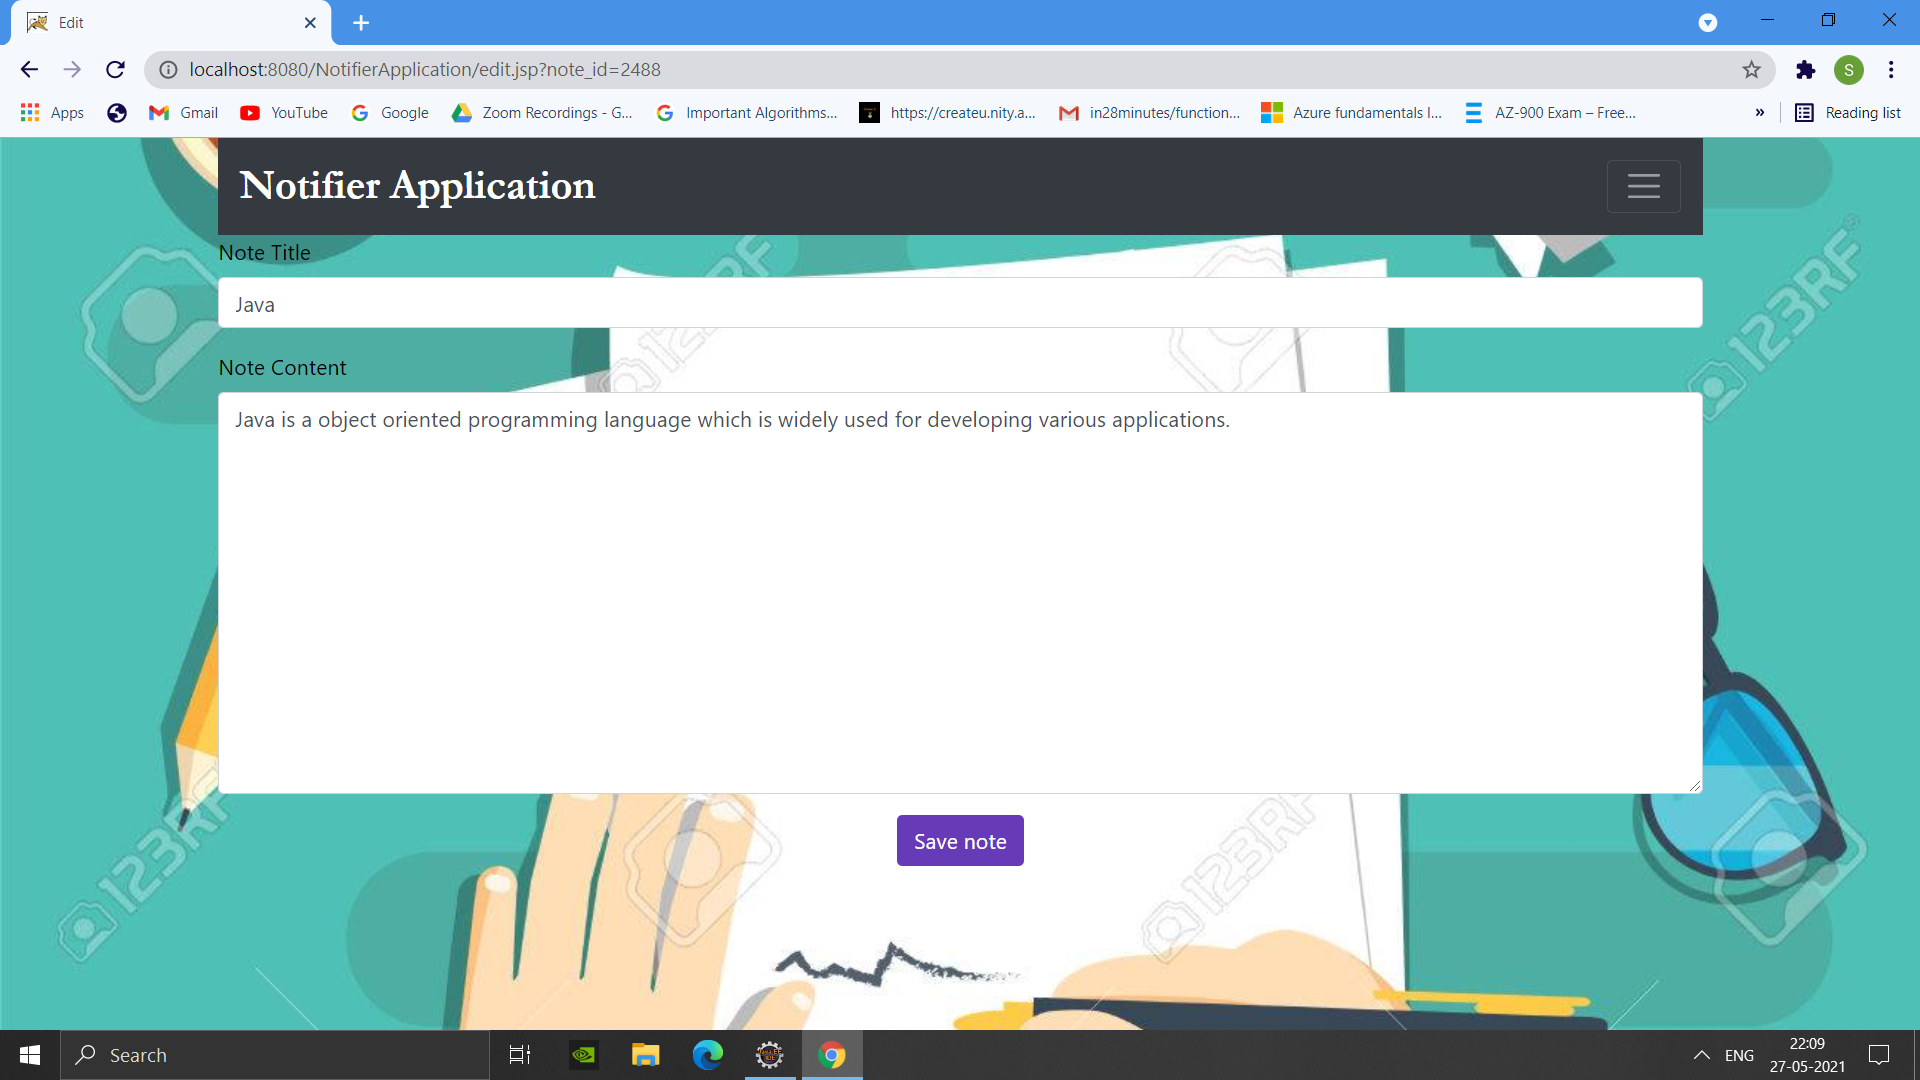 Edit
localhost:8080/NotifierApplication/edit.jsp?note_id=2488
S
Apps
Gmail
YouTube
Google
Zoom Recordings - G...
Important Algorithms...
https://createu.nity.a...
in28minutes/function...
Azure fundamentals l...
AZ-900 Exam – Free...
»
Reading list
Notifier Application
Note Title
Java
Note Content
Java is a object oriented programming language which is widely used for developing various applications.
Save note
123RF
123RF
123RF
123RF
Search
ENG
22:09
27-05-2021